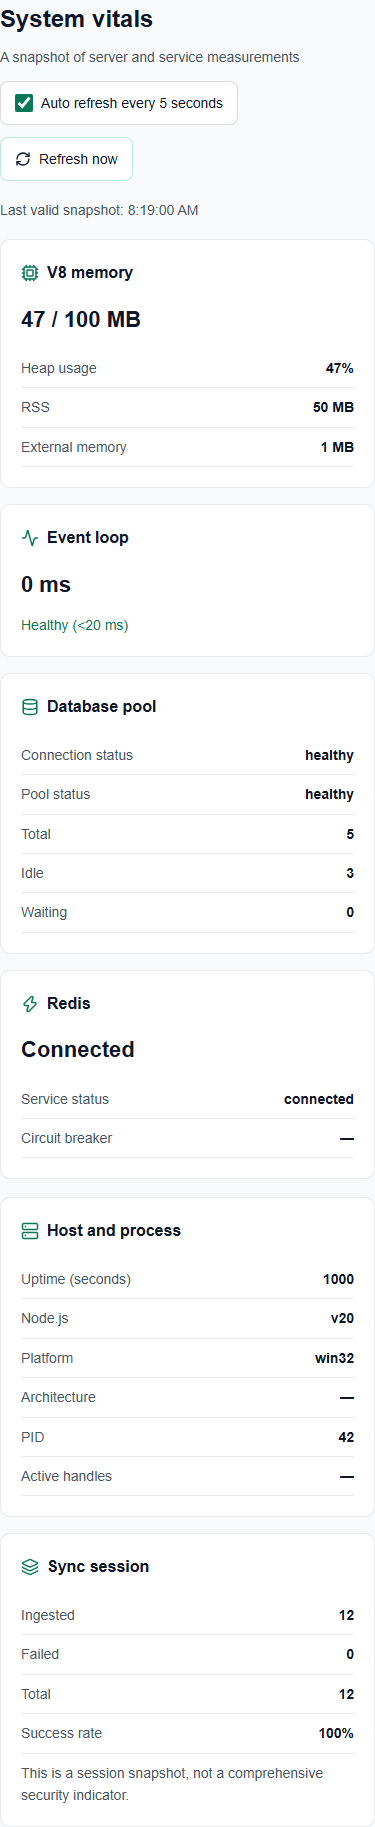 System vitals
A snapshot of server and service measurements
Auto refresh every 5 seconds
Refresh now
Last valid snapshot: 8:19:00 AM
V8 memory
47 / 100 MB
Heap usage 47%
RSS 50 MB
External memory 1 MB
Event loop
0 ms
Healthy (<20 ms)
Database pool
Connection status healthy
Pool status healthy
Total 5
Idle 3
Waiting 0
Redis
Connected
Service status connected
Circuit breaker —
Host and process
Uptime (seconds) 1000
Node.js v20
Platform win32
Architecture —
PID 42
Active handles —
Sync session
Ingested 12
Failed 0
Total 12
Success rate 100%
This is a session snapshot, not a comprehensive
security indicator.